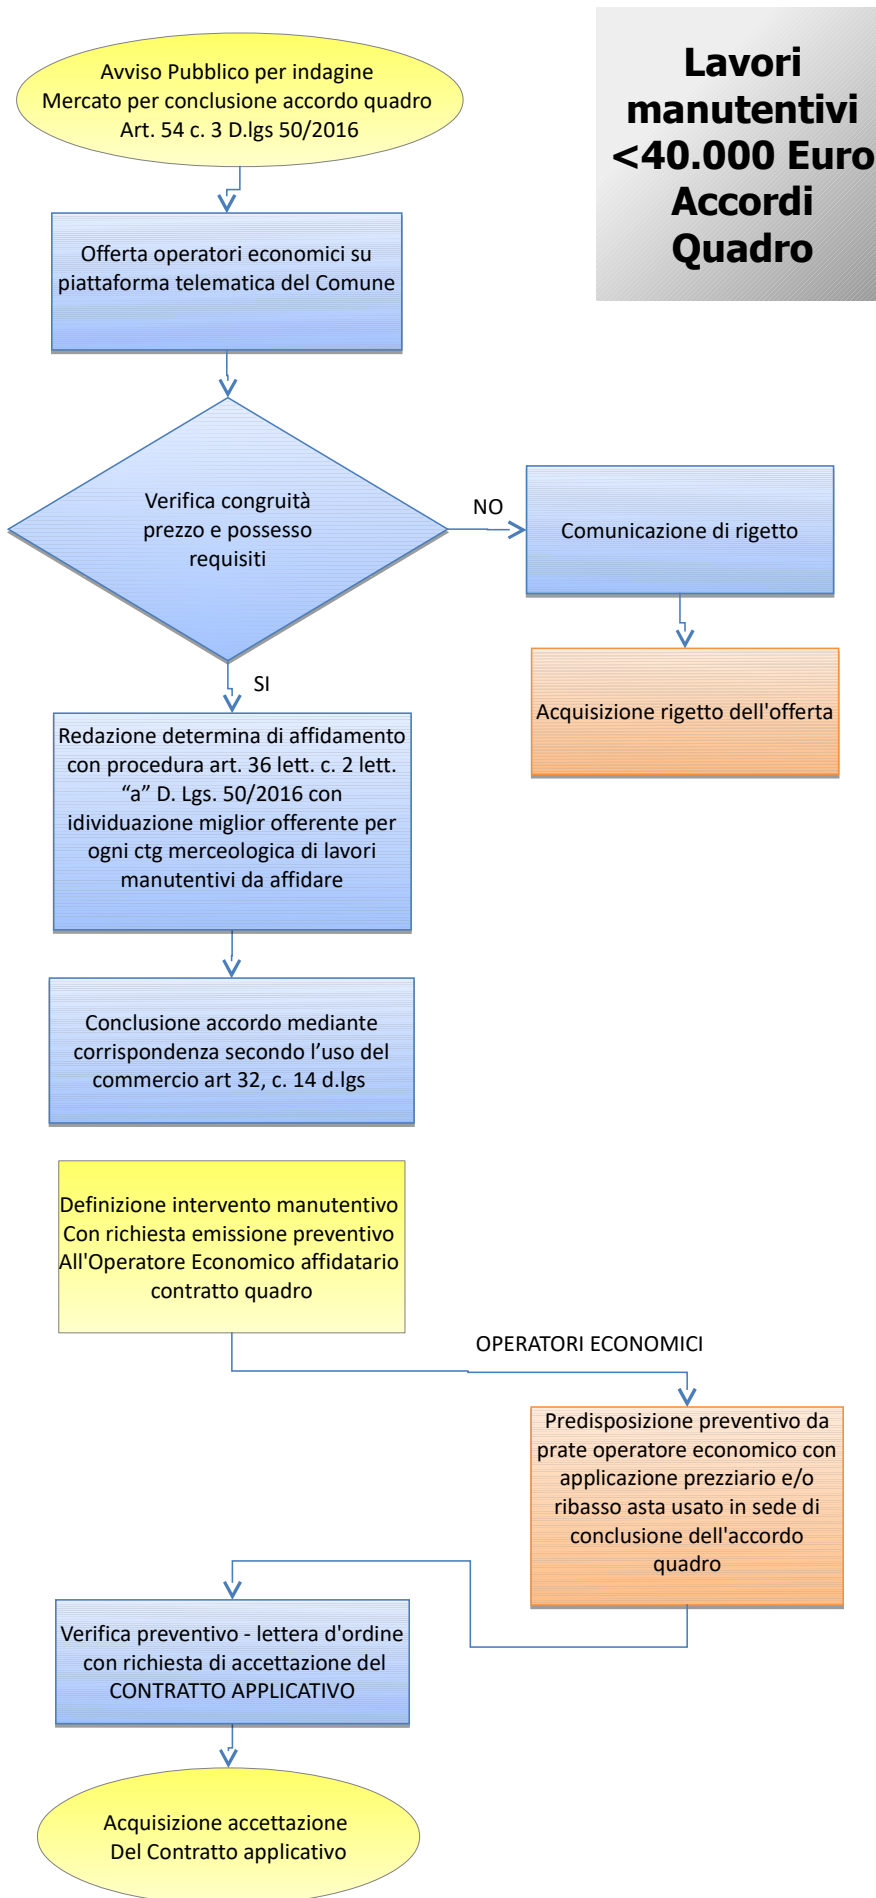 Lavori
manutentivi
<40.000 Euro
Accordi
Quadro
Avviso Pubblico per indagine
Mercato per conclusione accordo quadro
Art. 54 c. 3 D.lgs 50/2016
Offerta operatori economici su
piattaforma telematica del Comune
Verifica congruità
prezzo e possesso
requisiti
NO
Comunicazione di rigetto
Acquisizione rigetto dell'offerta
SI
Redazione determina di affidamento
con procedura art. 36 lett. c. 2 lett.
“a” D. Lgs. 50/2016 con
idividuazione miglior offerente per
ogni ctg merceologica di lavori
manutentivi da affidare
Conclusione accordo mediante
corrispondenza secondo l’uso del
commercio art 32, c. 14 d.lgs
Definizione intervento manutentivo
Con richiesta emissione preventivo
All'Operatore Economico affidatario
contratto quadro
OPERATORI ECONOMICI
Predisposizione preventivo da
prate operatore economico con
applicazione prezziario e/o
ribasso asta usato in sede di
conclusione dell'accordo
quadro
Verifica preventivo - lettera d'ordine
con richiesta di accettazione del
CONTRATTO APPLICATIVO
Acquisizione accettazione
Del Contratto applicativo